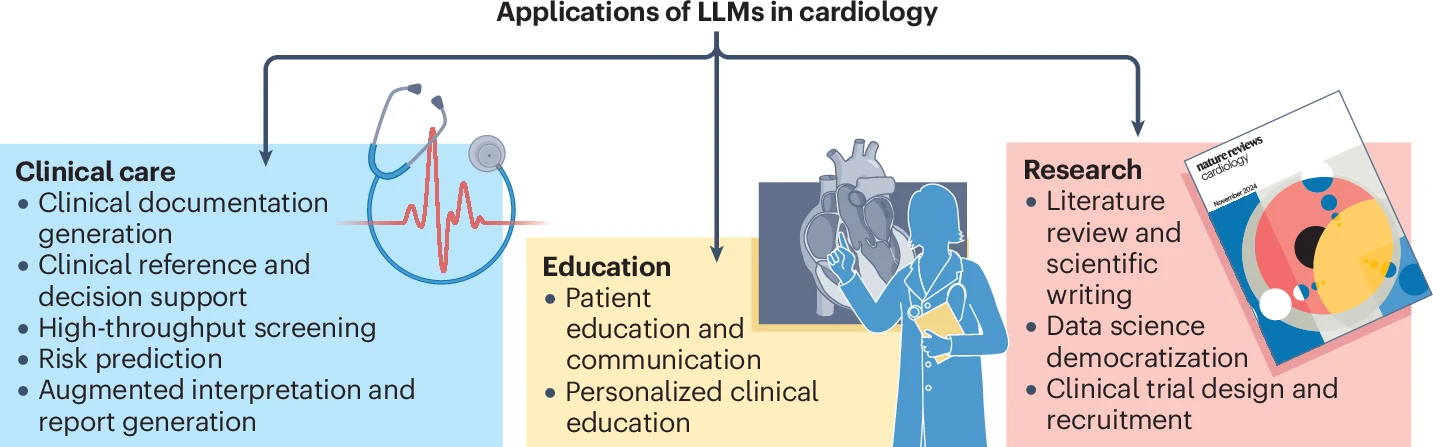 Applications of LLMs in cardiology
Clinical care
• Clinical documentation
generation
• Clinical reference and
decision support
• High-throughput screening
• Risk prediction
• Augmented interpretation and
report generation
Education
• Patient
education and
communication
• Personalized clinical
education
Research
• Literature
review and
scientific
writing
• Data science
democratization
• Clinical trial design and
recruitment
nature reviews
cardiology
November 2024